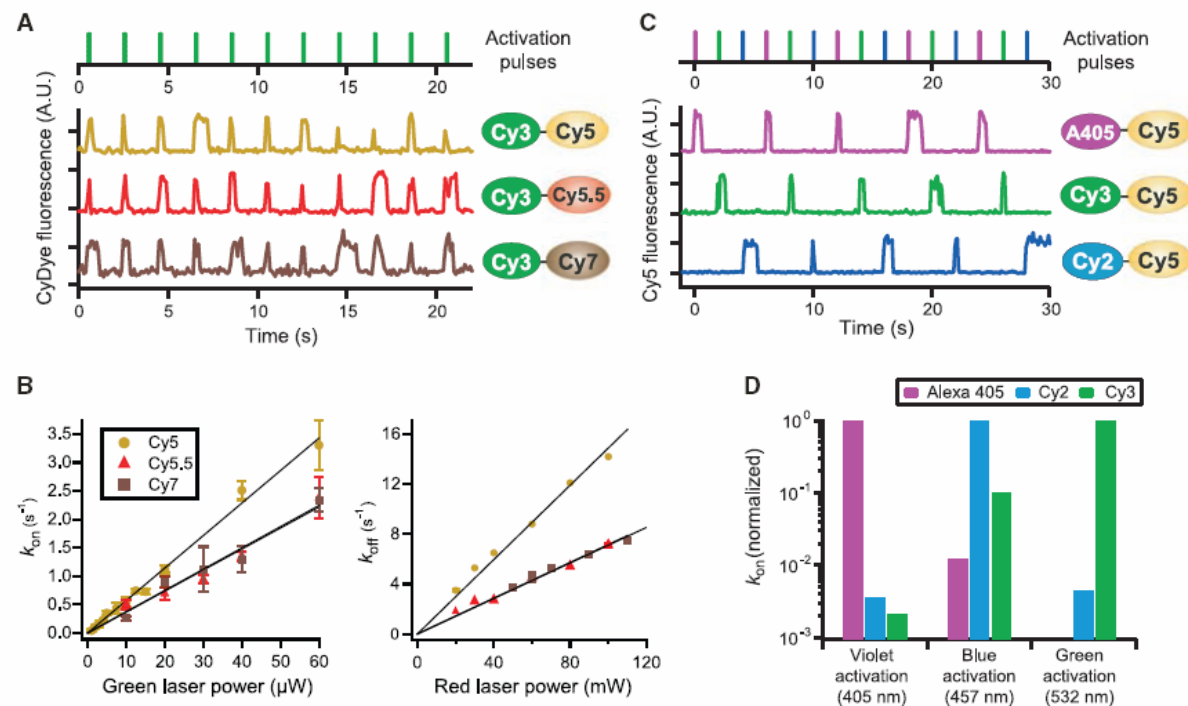 A
Activation
pulses
0 5 10 15 20
CyDye fluorescence (A.U.)
Cy3 Cy5
Cy3 Cy5.5
Cy3 Cy7
0 5 10 15 20
Time (s)
C
Activation
pulses
0 10 20 30
Cy5 fluorescence (A.U.)
A405 Cy5
Cy3 Cy5
Cy2 Cy5
0 10 20 30
Time (s)
B
kon (s⁻¹)
3.5
3.0
2.5
2.0
1.5
1.0
0.5
0.0
Cy5
Cy5.5
Cy7
0 10 20 30 40 50 60
Green laser power (µW)
koff (s⁻¹)
16
12
8
4
0
0 40 80 120
Red laser power (mW)
D
Alexa 405 Cy2 Cy3
kon (normalized)
10⁰
10⁻¹
10⁻²
10⁻³
Violet
activation
(405 nm)
Blue
activation
(457 nm)
Green
activation
(532 nm)